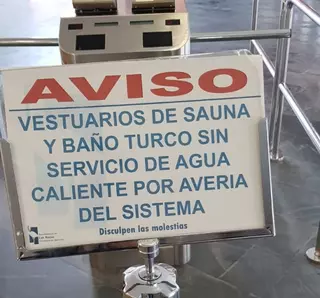 AVISO
VESTUARIOS DE SAUNA
Y BAÑO TURCO SIN
SERVICIO DE AGUA
CALIENTE POR AVERIA
DEL SISTEMA
Disculpen las molestias